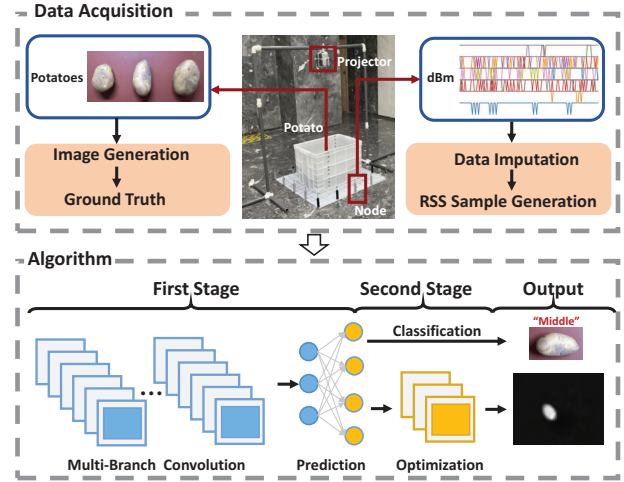 Data Acquisition
Potatoes
Image Generation
Ground Truth
Projector
Potato
Node
dBm
Data Imputation
RSS Sample Generation
Algorithm
First Stage
Second Stage
Output
Classification
“Middle”
Multi-Branch Convolution
Prediction
Optimization